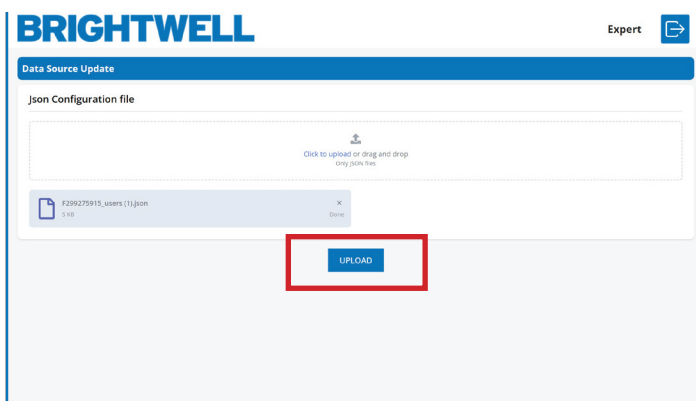 BRIGHTWELL
Expert
Data Source Update
Json Configuration file
Click to upload or drag and drop
Only JSON files
F299275915_users (1).json
5 KB
Done
UPLOAD